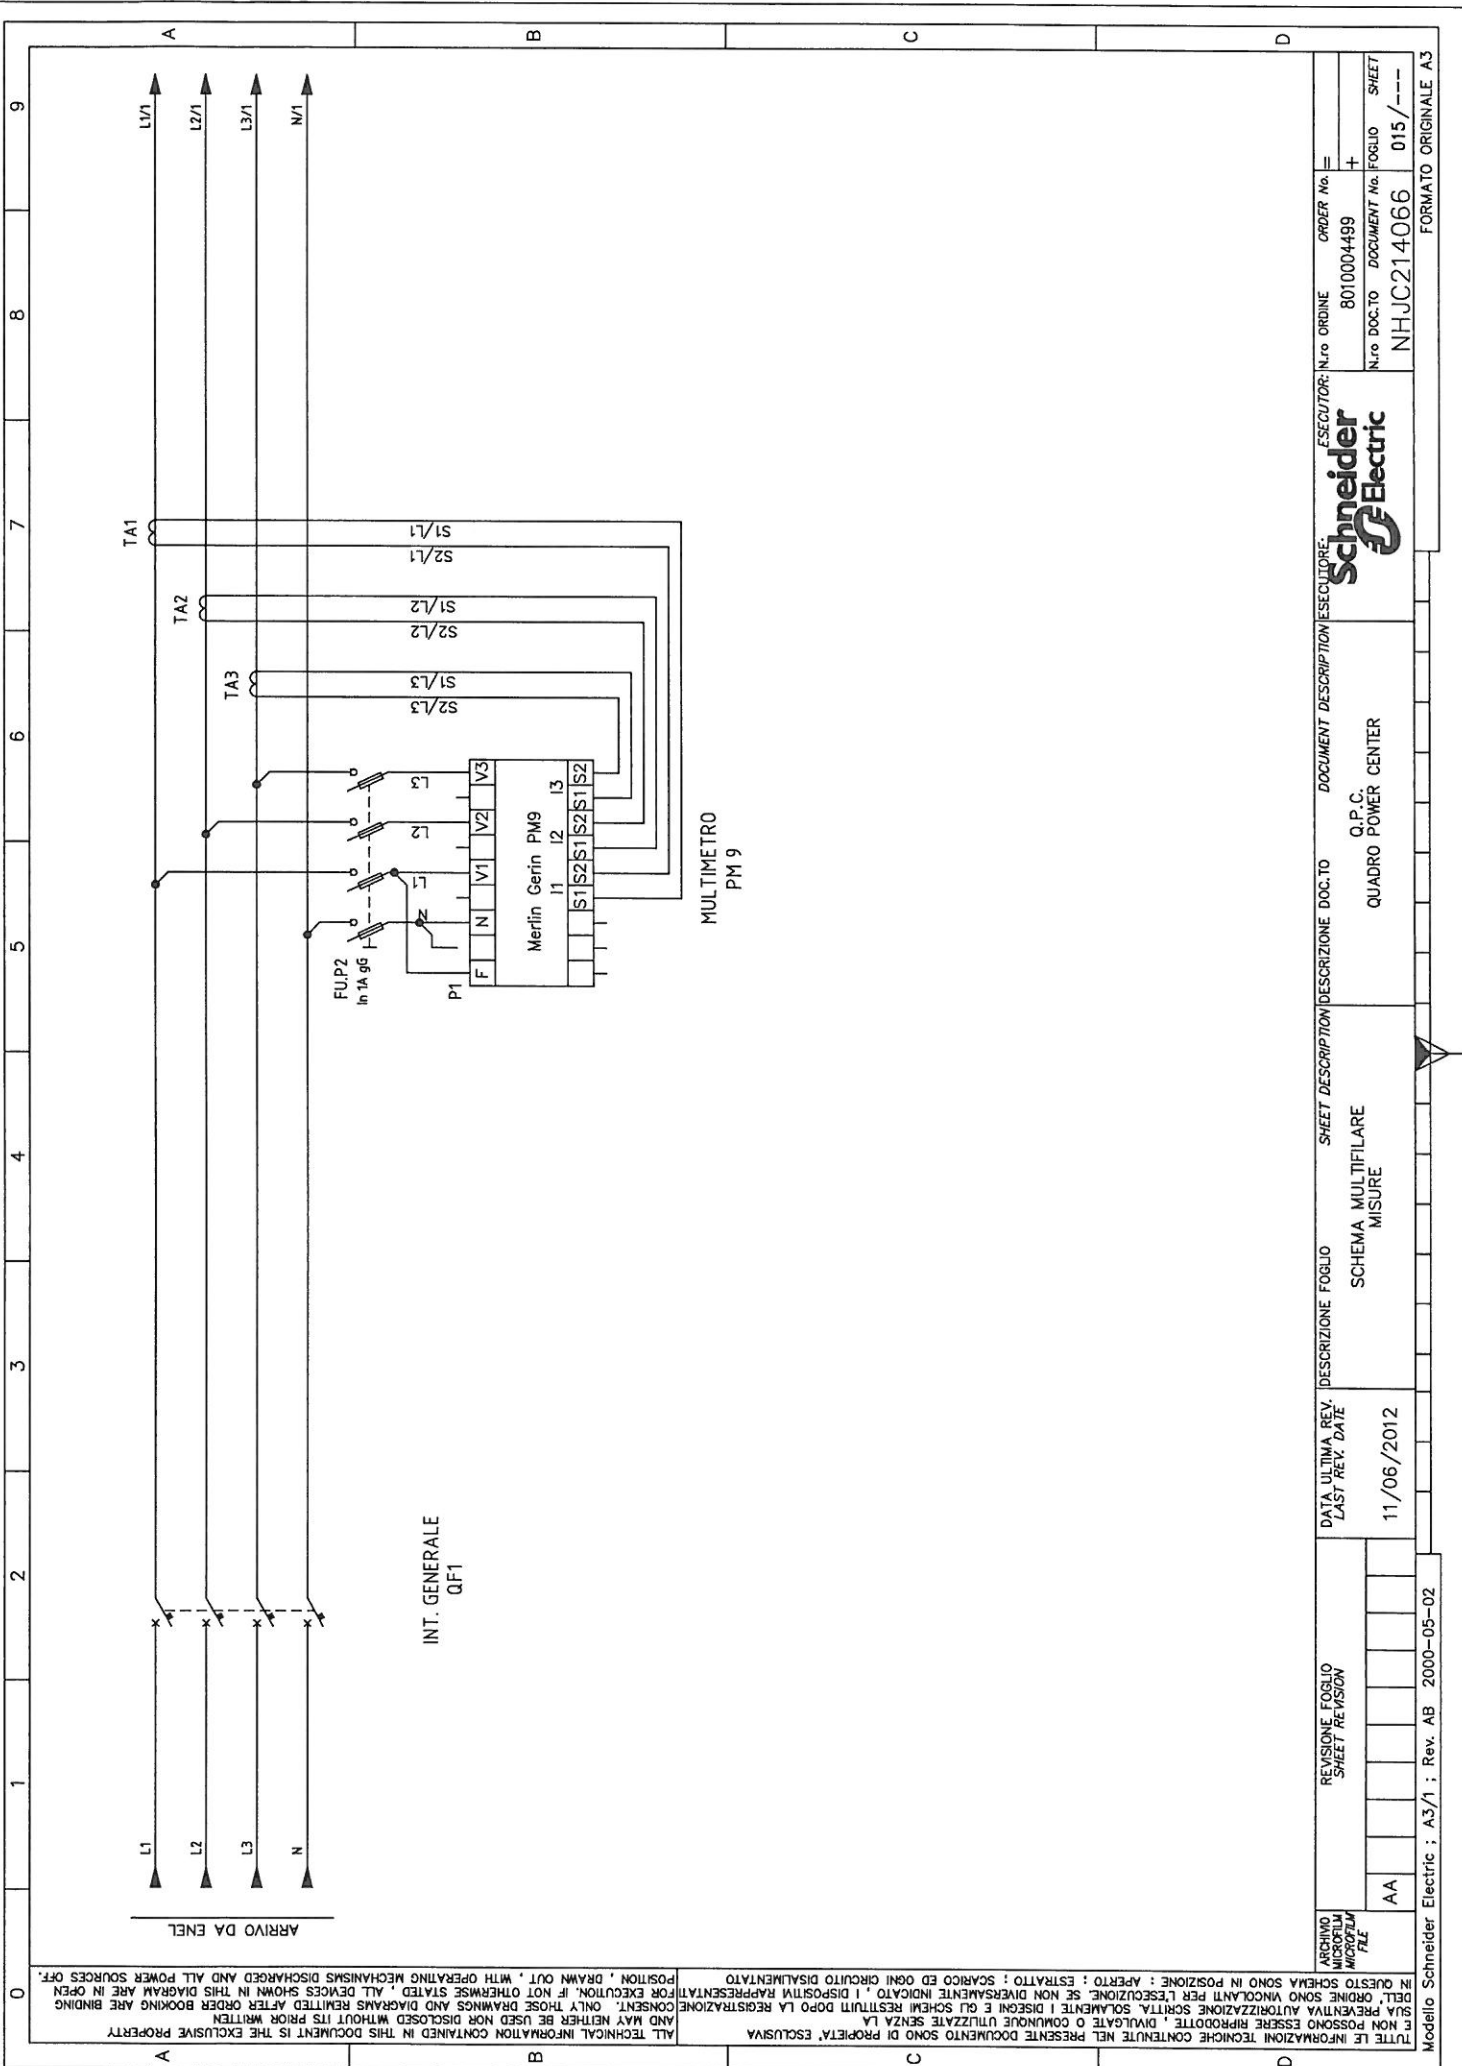 0 1 2 3 4 5 6 7 8 9
A
B
C
D
A
B
C
D
ARRIVO DA ENEL
L1
L2
L3
N
INT. GENERALE
QF1
L1/1
L2/1
L3/1
N/1
TA1
TA2
TA3
S1/L1
S2/L1
S1/L2
S2/L2
S1/L3
S2/L3
FU.P2
In 1A gG
N
L1
L2
L3
P1
F N V1 V2 V3
Merlin Gerin PM9
I1 I2 I3
S1 S2 S1 S2 S1 S2
MULTIMETRO
PM 9
ALL TECHNICAL INFORMATION CONTAINED IN THIS DOCUMENT IS THE EXCLUSIVE PROPERTY
AND MAY NEITHER BE USED NOR DISCLOSED WITHOUT ITS PRIOR WRITTEN
CONSENT. ONLY THOSE DRAWINGS AND DIAGRAMS REMITTED AFTER ORDER BOOKING ARE BINDING
FOR EXECUTION. IF NOT OTHERWISE STATED , ALL DEVICES SHOWN IN THIS DIAGRAM ARE IN OPEN
POSITION , DRAWN OUT , WITH OPERATING MECHANISMS DISCHARGED AND ALL POWER SOURCES OFF.
TUTTE LE INFORMAZIONI TECNICHE CONTENUTE NEL PRESENTE DOCUMENTO SONO DI PROPIETA' ESCLUSIVA
E NON POSSONO ESSERE RIPRODOTTE , DIVULGATE O COMUNQUE UTILIZZATE SENZA LA
SUA PREVENTIVA AUTORIZZAZIONE SCRITTA. SOLAMENTE I DISEGNI E GLI SCHEMI RESTITUITI DOPO LA REGISTRAZIONE
DELL' ORDINE SONO VINCOLANTI PER L'ESECUZIONE. SE NON DIVERSAMENTE INDICATO , I DISPOSITIVI RAPPRESENTATI
IN QUESTO SCHEMA SONO IN POSIZIONE : APERTO ; ESTRATTO ; SCARICO ED OGNI CIRCUITO DISALIMENTATO
ARCHIVIO
MICROFILM
MICROFILM
FILE
REVISIONE FOGLIO
SHEET REVISION
AA
DATA ULTIMA REV.
LAST REV. DATE
11/06/2012
DESCRIZIONE FOGLIO SHEET DESCRIPTION
SCHEMA MULTIFILARE
MISURE
DESCRIZIONE DOC.TO DOCUMENT DESCRIPTION
Q.P.C.
QUADRO POWER CENTER
ESECUTORE: ESECUTOR:
Schneider
Electric
N.ro ORDINE ORDER No.
8010004499
=
+
N.ro DOC.TO DOCUMENT No.
NHJC214066
FOGLIO SHEET
015/---
Modello Schneider Electric ; A3/1 ; Rev. AB 2000-05-02
FORMATO ORIGINALE A3